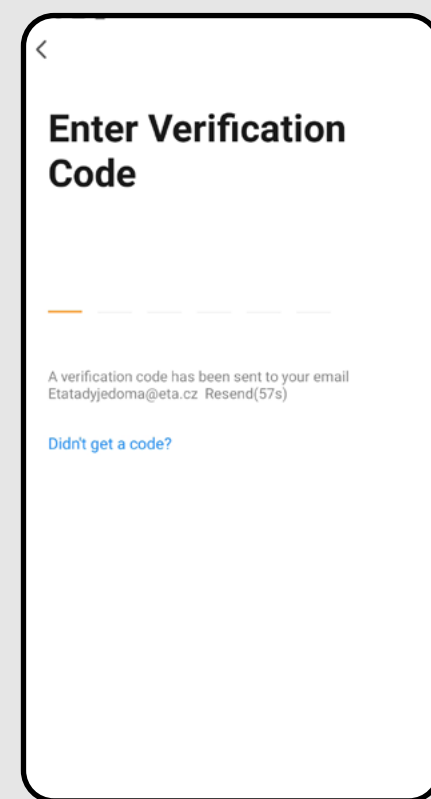 Enter Verification
Code
A verification code has been sent to your email
Etatadyjedoma@eta.cz Resend(57s)
Didn't get a code?